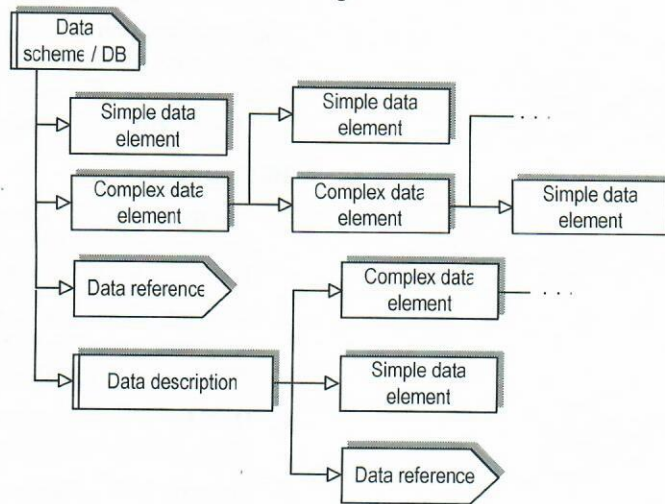 Data
scheme / DB
Simple data
element
Simple data
element
. . .
Complex data
element
Complex data
element
Simple data
element
Data reference
Complex data
element
. . .
Data description
Simple data
element
Data reference